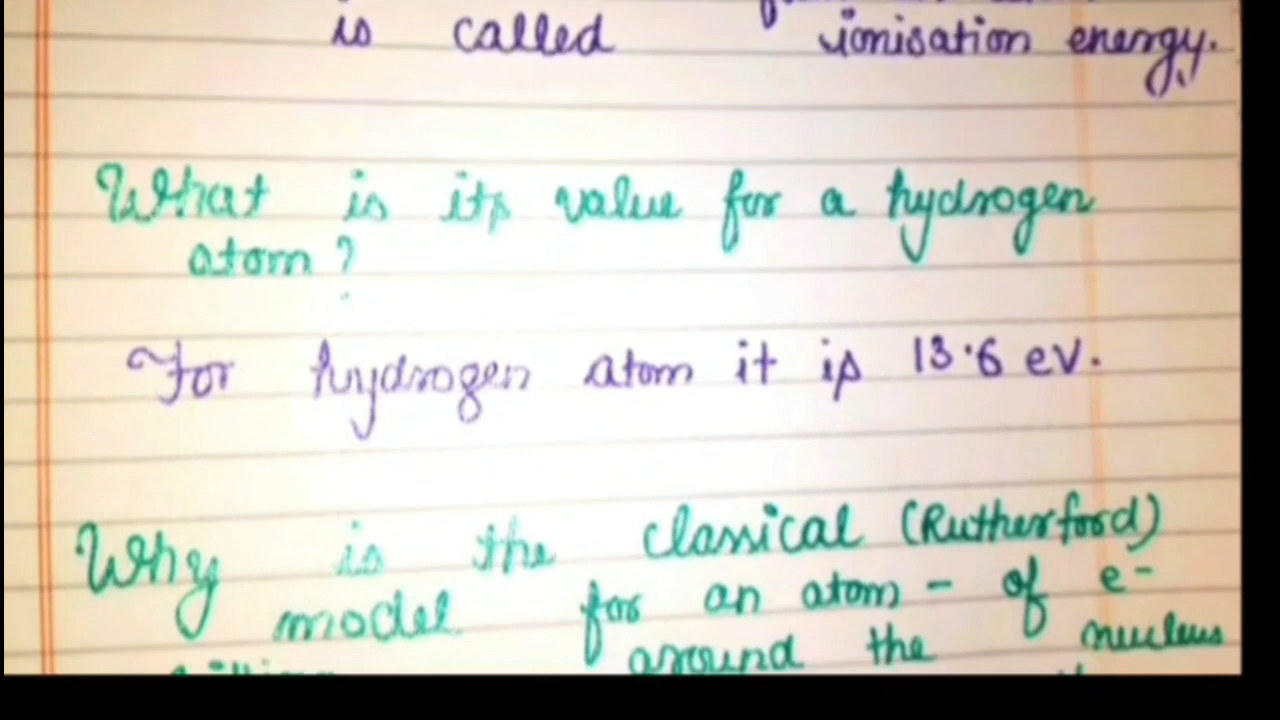 is called ionisation energy.
What is its value for a hydrogen
atom?
For hydrogen atom it is 13.6 eV.
Why is the classical (Rutherford)
model for an atom - of e-
around the nucleus